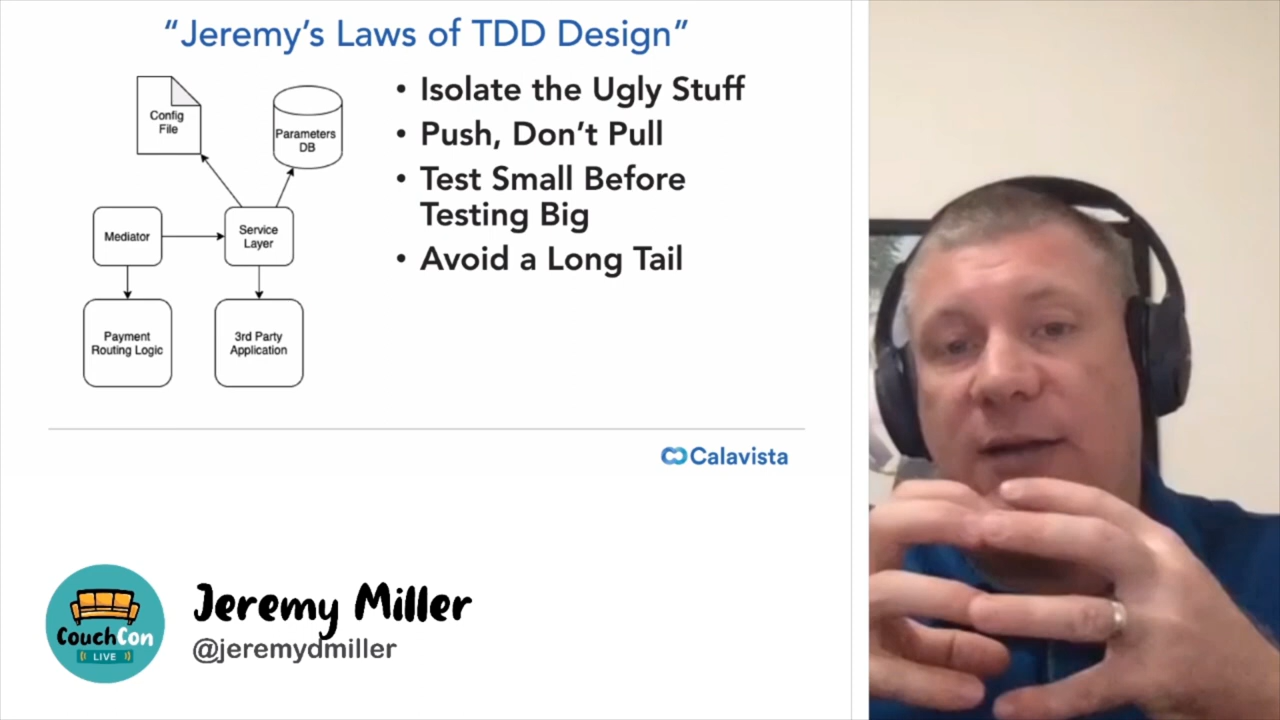 “Jeremy’s Laws of TDD Design”
Config
File
Parameters
DB
Mediator
Service
Layer
Payment
Routing Logic
3rd Party
Application
• Isolate the Ugly Stuff
• Push, Don’t Pull
• Test Small Before
Testing Big
• Avoid a Long Tail
Calavista
CouchCon
LIVE
Jeremy Miller
@jeremydmiller